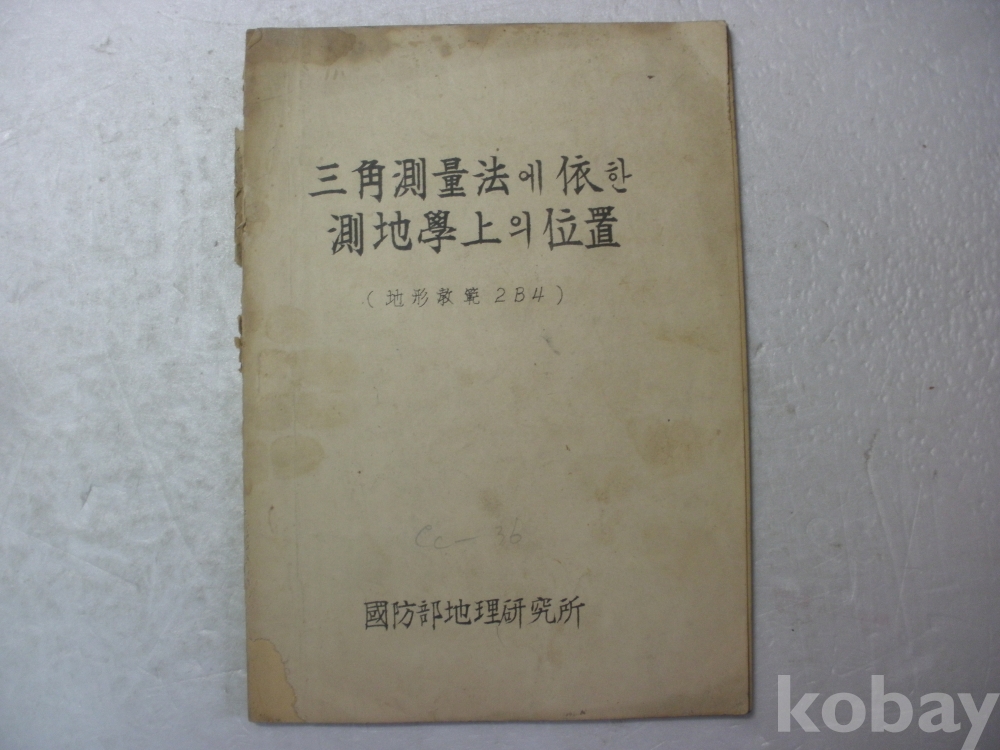 三角測量法에依한
測地學上의位置
(地形敎範 2B4)
Cc-36
國防部地理研究所
kobay